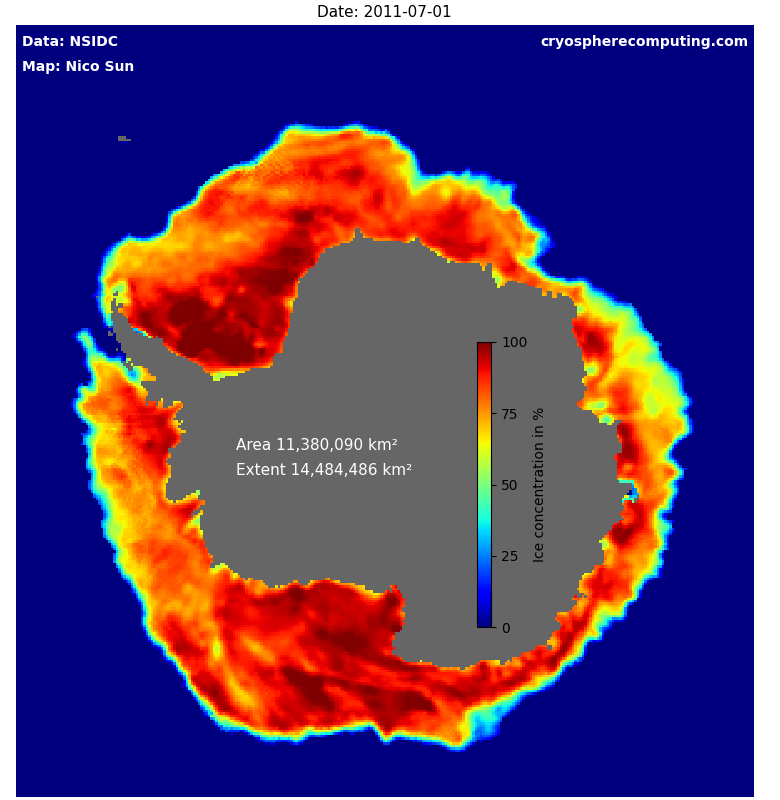 Date: 2011-07-01
Data: NSIDC
cryospherecomputing.com
Map: Nico Sun
100
75
50
25
0
Ice concentration in %
Area 11,380,090 km²
Extent 14,484,486 km²